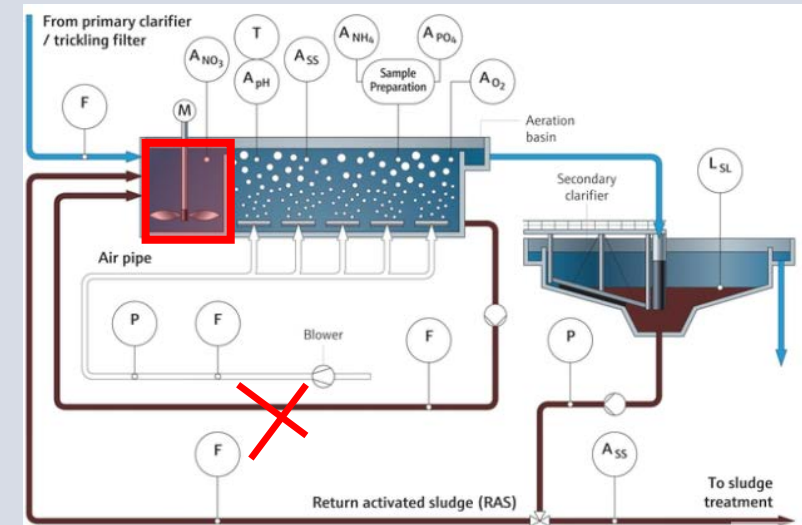 From primary clarifier
/ trickling filter
F
M
A NO₃
T
A pH
A SS
A NH₄
A PO₄
Sample
Preparation
A O₂
Aeration
basin
Secondary
clarifier
L SL
Air pipe
P
F
Blower
F
P
F
A SS
Return activated sludge (RAS)
To sludge
treatment